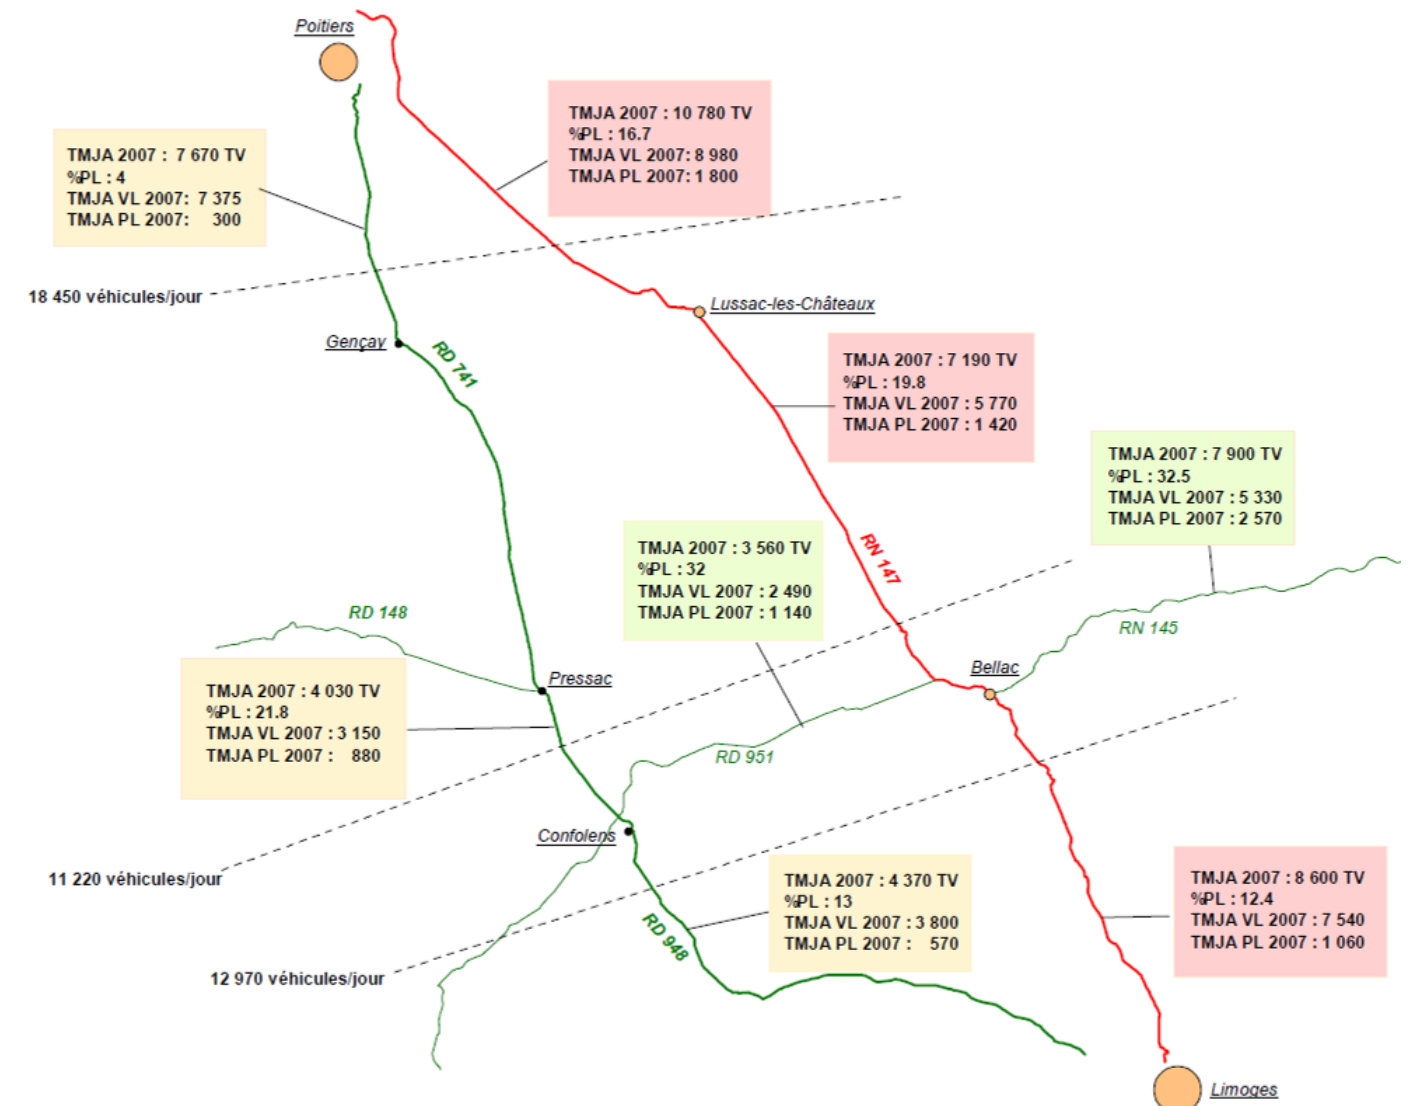 Poitiers
TMJA 2007 : 10 780 TV
%PL : 16.7
TMJA VL 2007: 8 980
TMJA PL 2007: 1 800
TMJA 2007 : 7 670 TV
%PL : 4
TMJA VL 2007: 7 375
TMJA PL 2007: 300
18 450 véhicules/jour
Lussac-les-Châteaux
Gençay
RD 741
TMJA 2007 : 7 190 TV
%PL : 19.8
TMJA VL 2007 : 5 770
TMJA PL 2007 : 1 420
TMJA 2007 : 7 900 TV
%PL : 32.5
TMJA VL 2007 : 5 330
TMJA PL 2007 : 2 570
TMJA 2007 : 3 560 TV
%PL : 32
TMJA VL 2007 : 2 490
TMJA PL 2007 : 1 140
RN 147
RD 148
RN 145
Bellac
Pressac
TMJA 2007 : 4 030 TV
%PL : 21.8
TMJA VL 2007 : 3 150
TMJA PL 2007 : 880
RD 951
Confolens
11 220 véhicules/jour
TMJA 2007 : 4 370 TV
%PL : 13
TMJA VL 2007 : 3 800
TMJA PL 2007 : 570
TMJA 2007 : 8 600 TV
%PL : 12.4
TMJA VL 2007 : 7 540
TMJA PL 2007 : 1 060
RD 948
12 970 véhicules/jour
Limoges